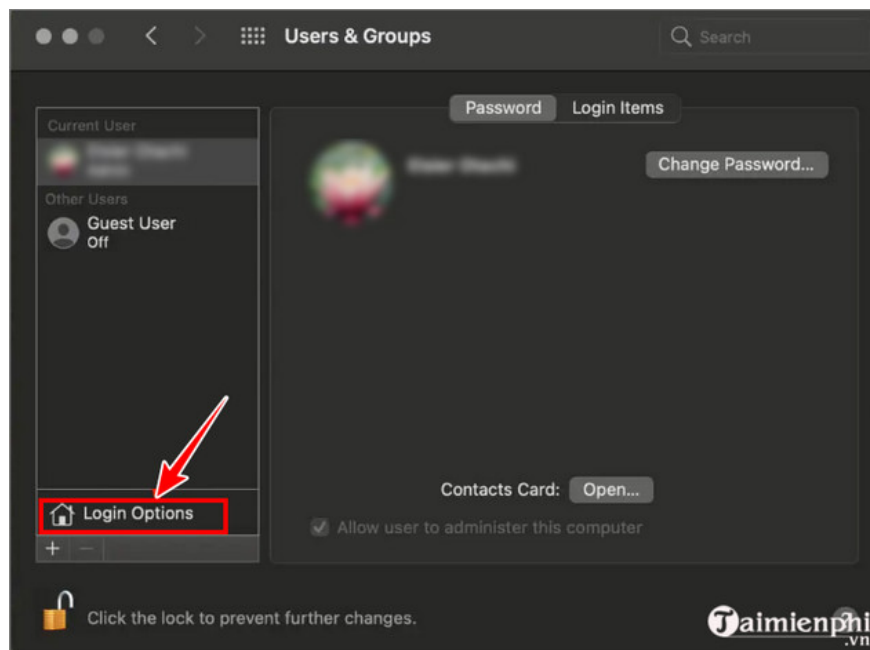 Users & Groups
Search
Password
Login Items
Current User
Change Password...
Other Users
Guest User
Off
Contacts Card:
Open...
Login Options
Allow user to administer this computer
+ −
Click the lock to prevent further changes.
Taimienphi
.vn